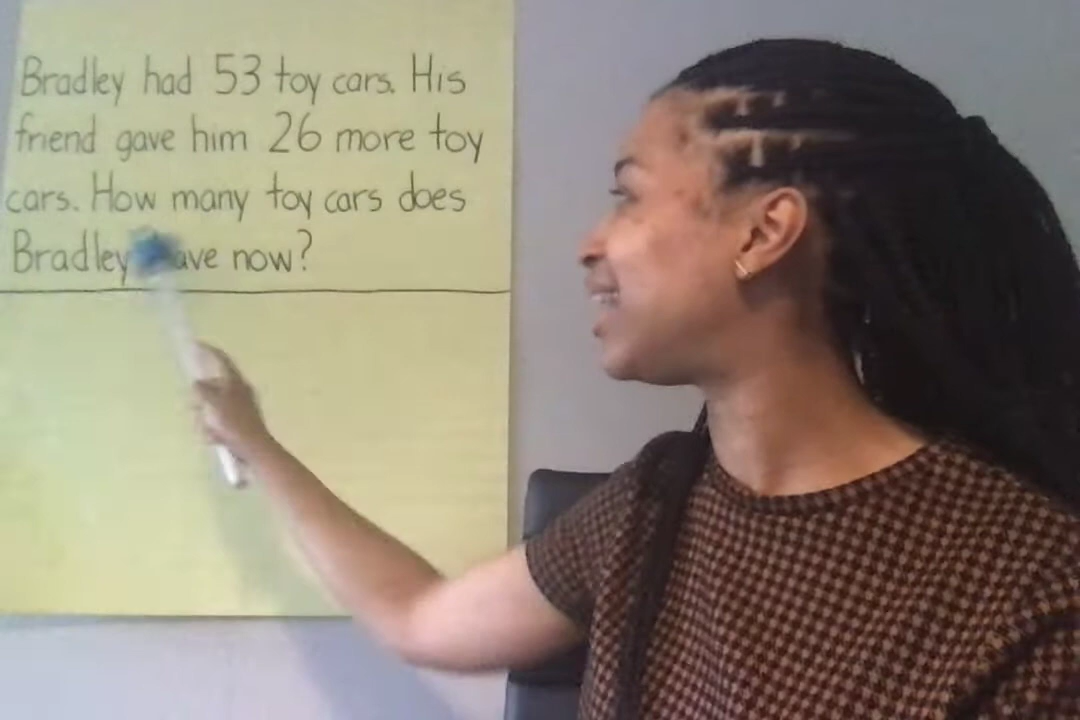 Bradley had 53 toy cars. His
friend gave him 26 more toy
cars. How many toy cars does
Bradley have now?